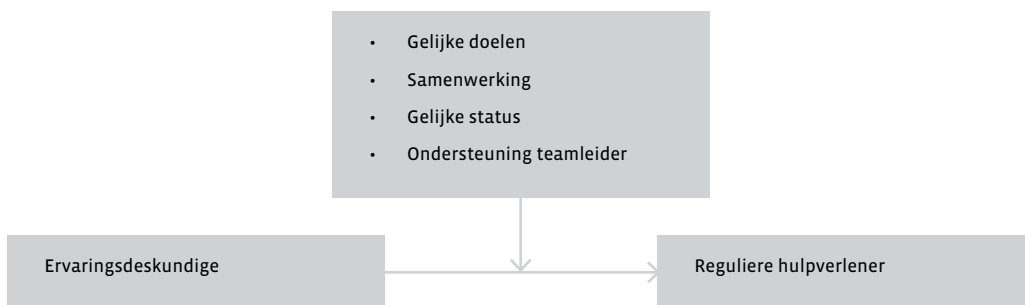 • Gelijke doelen
• Samenwerking
• Gelijke status
• Ondersteuning teamleider
Ervaringsdeskundige
Reguliere hulpverlener